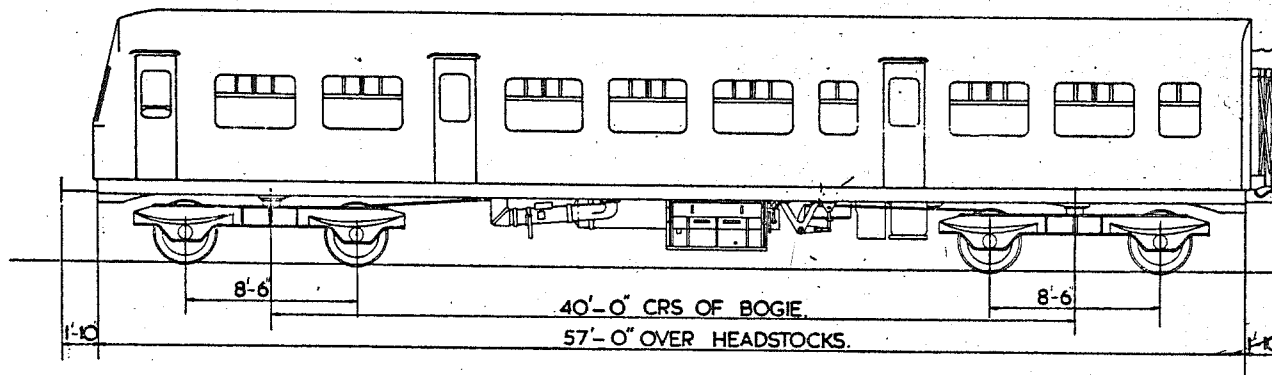 8'-6"
40'-0" CRS OF BOGIE.
8'-6
1'-10"
57'-0" OVER HEADSTOCKS.
1'-10